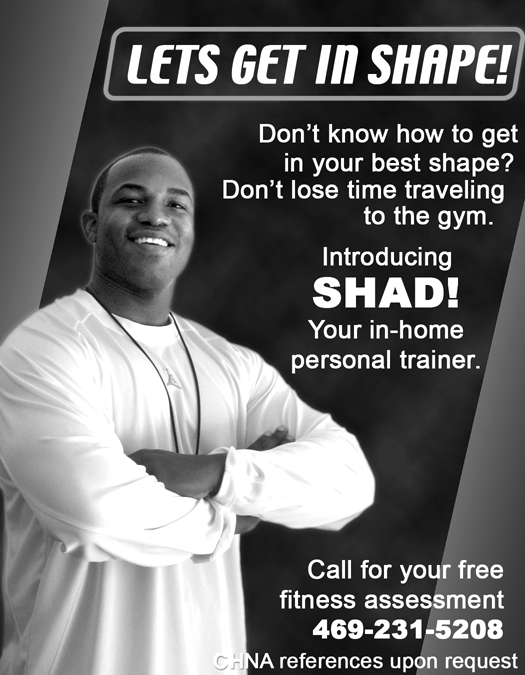 LETS GET IN SHAPE!
Don't know how to get
in your best shape?
Don't lose time traveling
to the gym.
Introducing
SHAD!
Your in-home
personal trainer.
Call for your free
fitness assessment
469-231-5208
CHNA references upon request